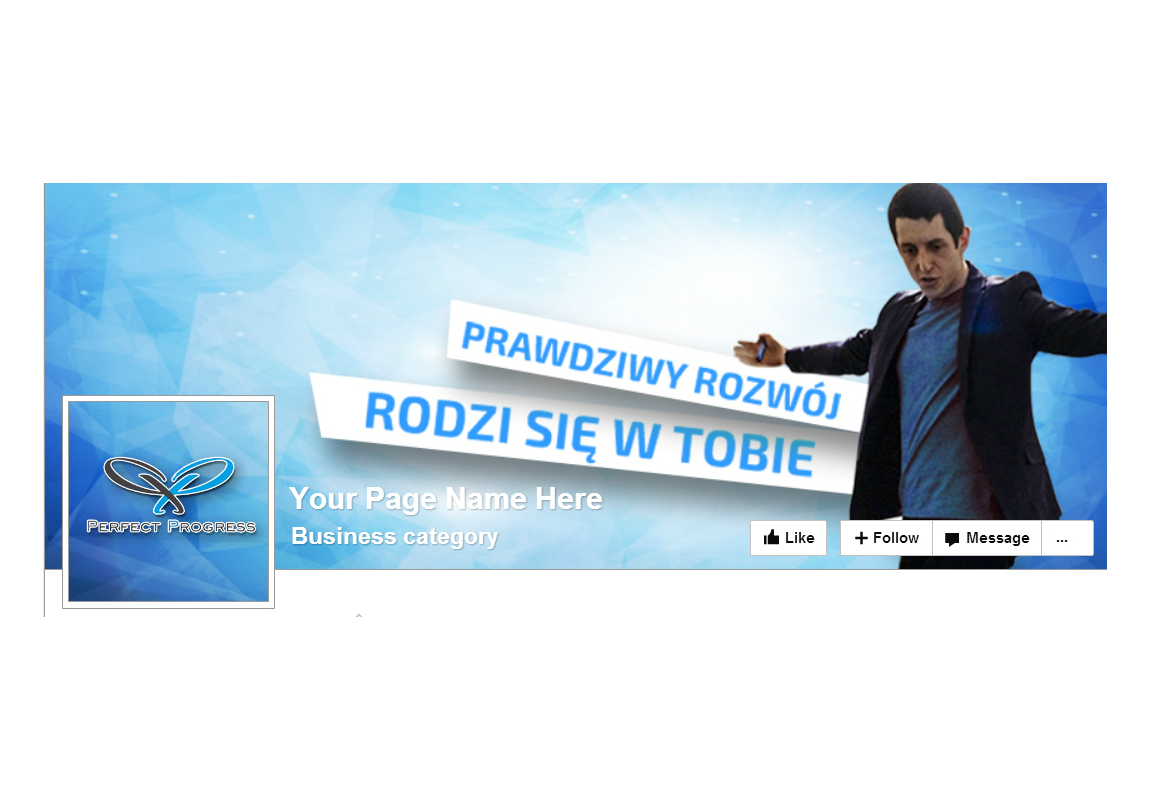 PRAWDZIWY ROZWÓJ
RODZI SIĘ W TOBIE
PERFECT PROGRESS
Your Page Name Here
Business category
Like
Follow
Message
...